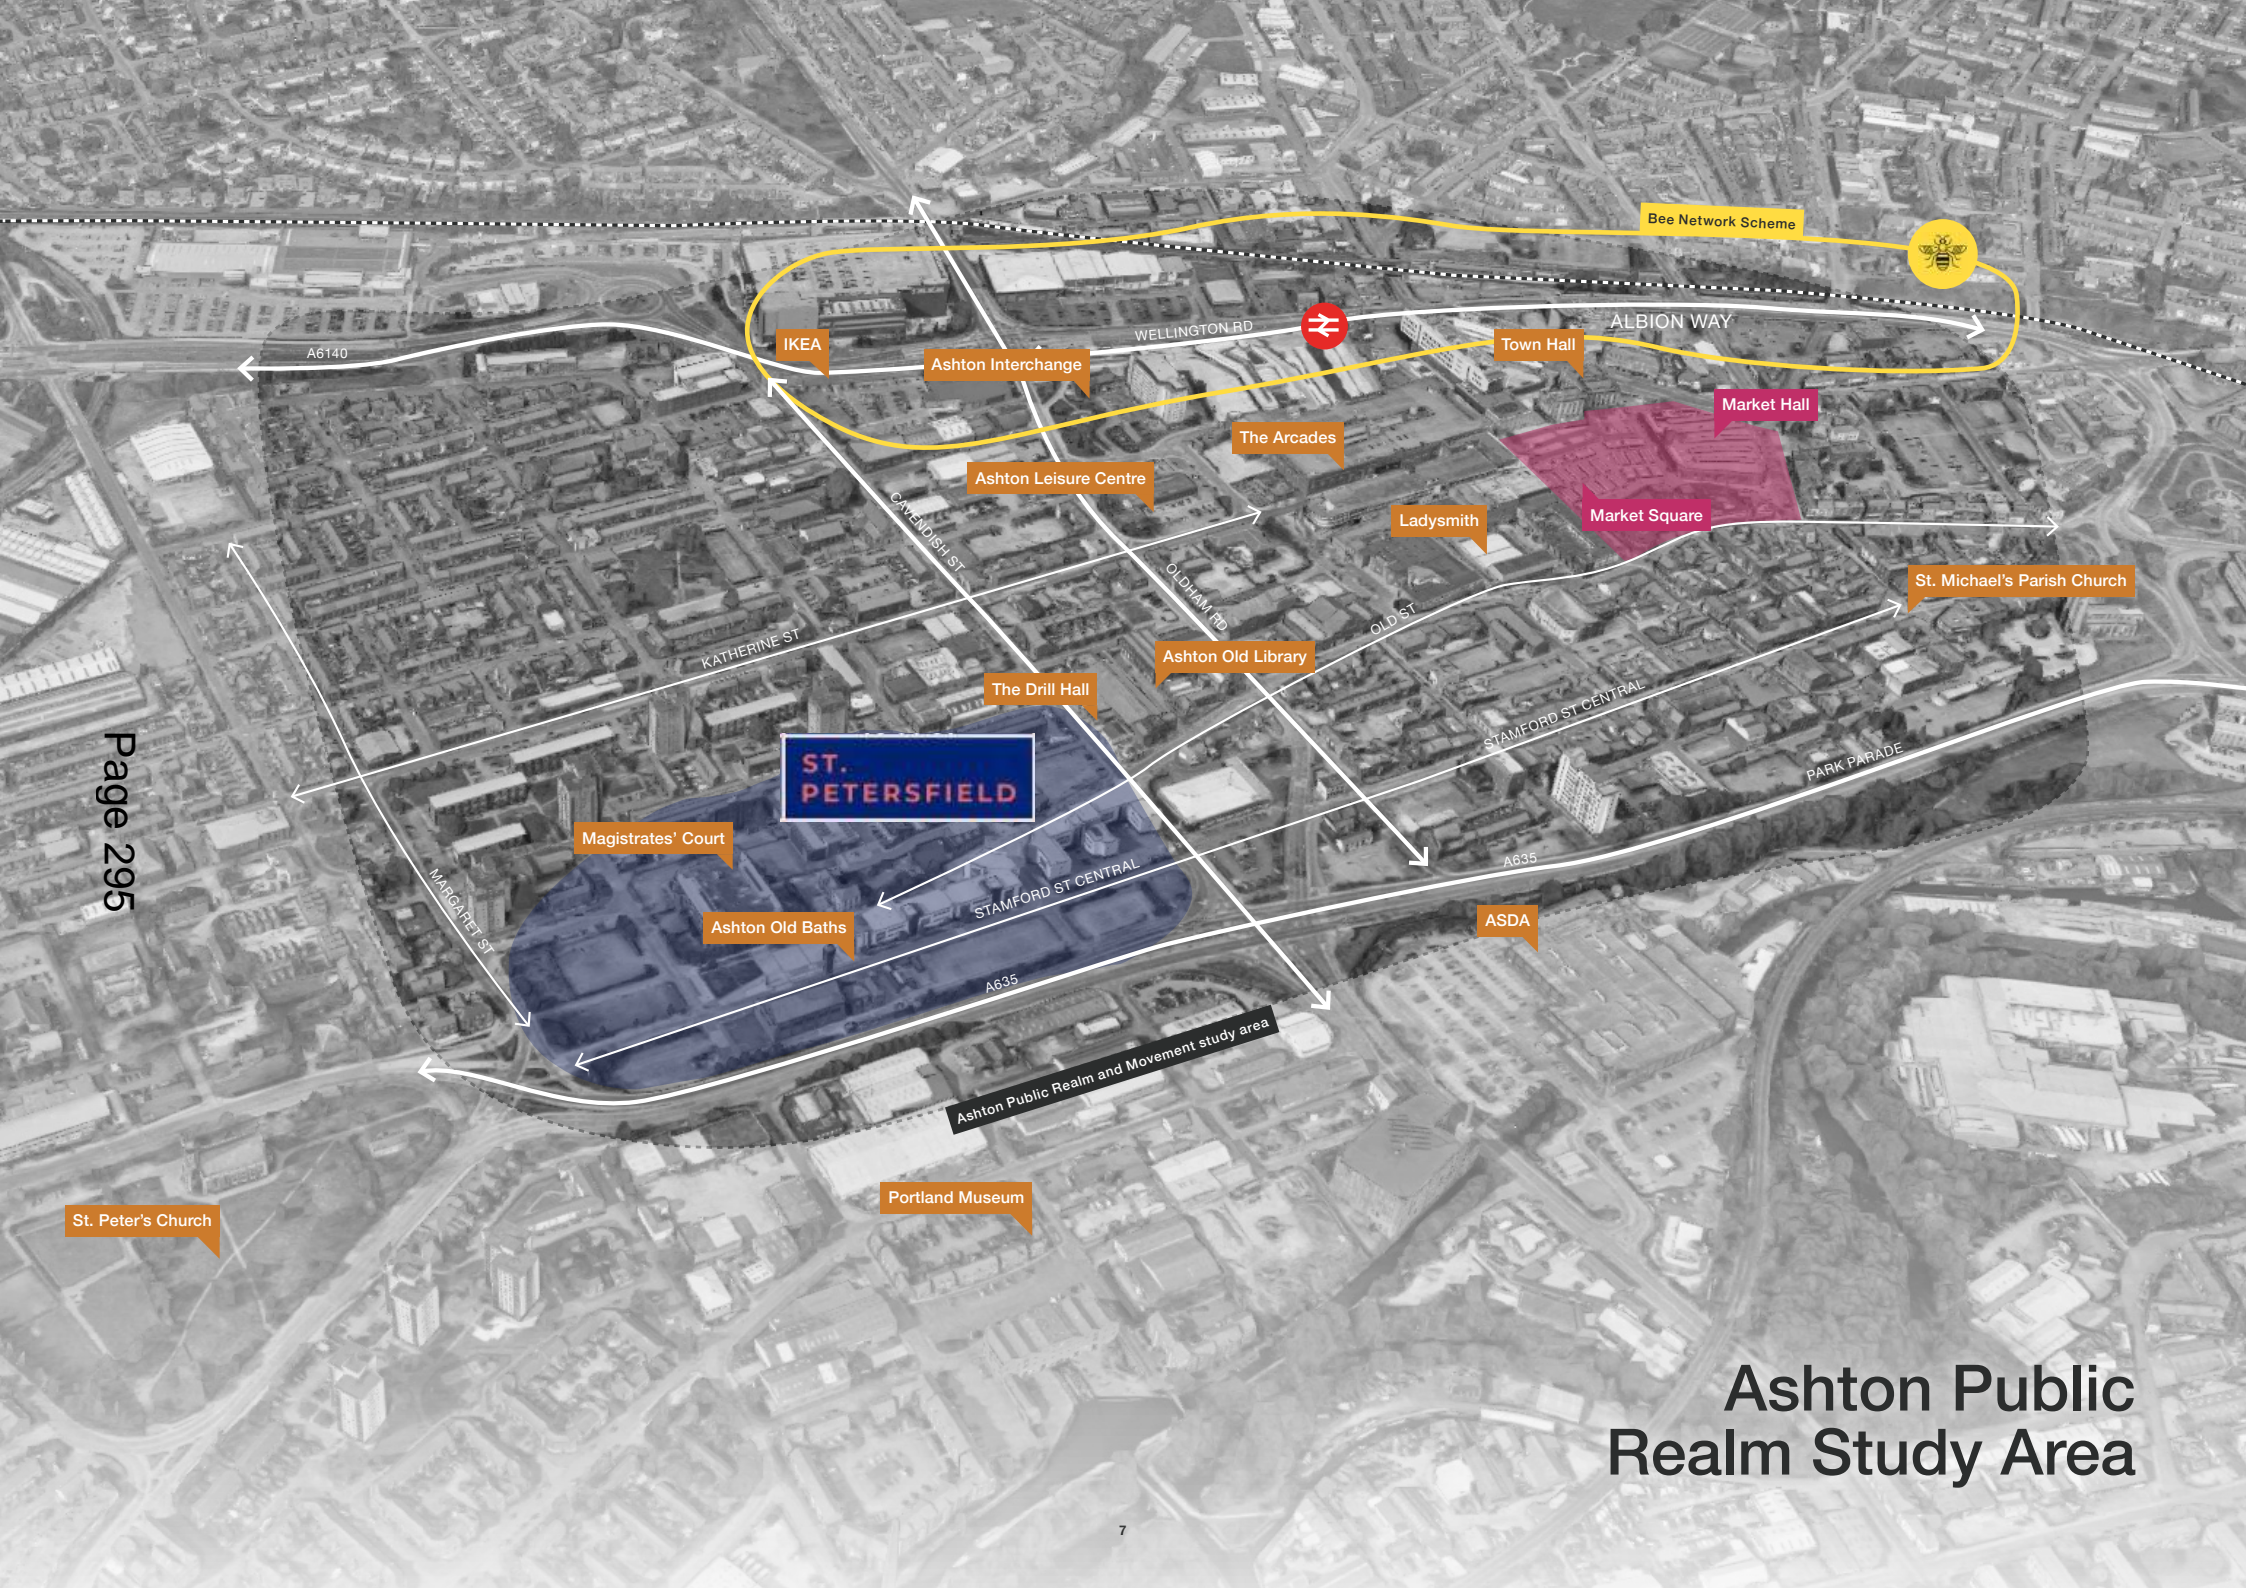 Bee Network Scheme
WELLINGTON RD
ALBION WAY
A6140
IKEA
Ashton Interchange
Town Hall
Market Hall
The Arcades
Ashton Leisure Centre
Market Square
Ladysmith
CAVENDISH ST
OLDHAM RD
St. Michael's Parish Church
OLD ST
KATHERINE ST
Ashton Old Library
The Drill Hall
STAMFORD ST CENTRAL
PARK PARADE
ST.
PETERSFIELD
Page 295
Magistrates' Court
A635
MARGARET ST
STAMFORD ST CENTRAL
Ashton Old Baths
ASDA
A635
Ashton Public Realm and Movement study area
Portland Museum
St. Peter's Church
Ashton Public
Realm Study Area
7